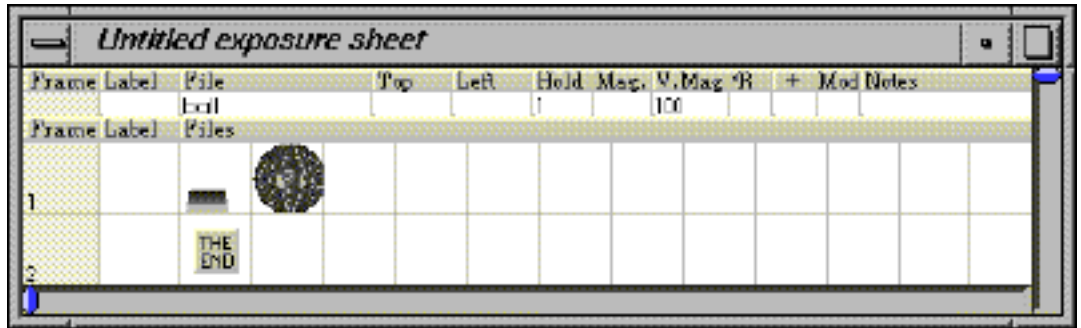 Untitled exposure sheet
Frame Label File Top Left Hold Mag. V.Mag °R + Mod Notes
ball 1 100
Frame Label Files
1
THE
END
2